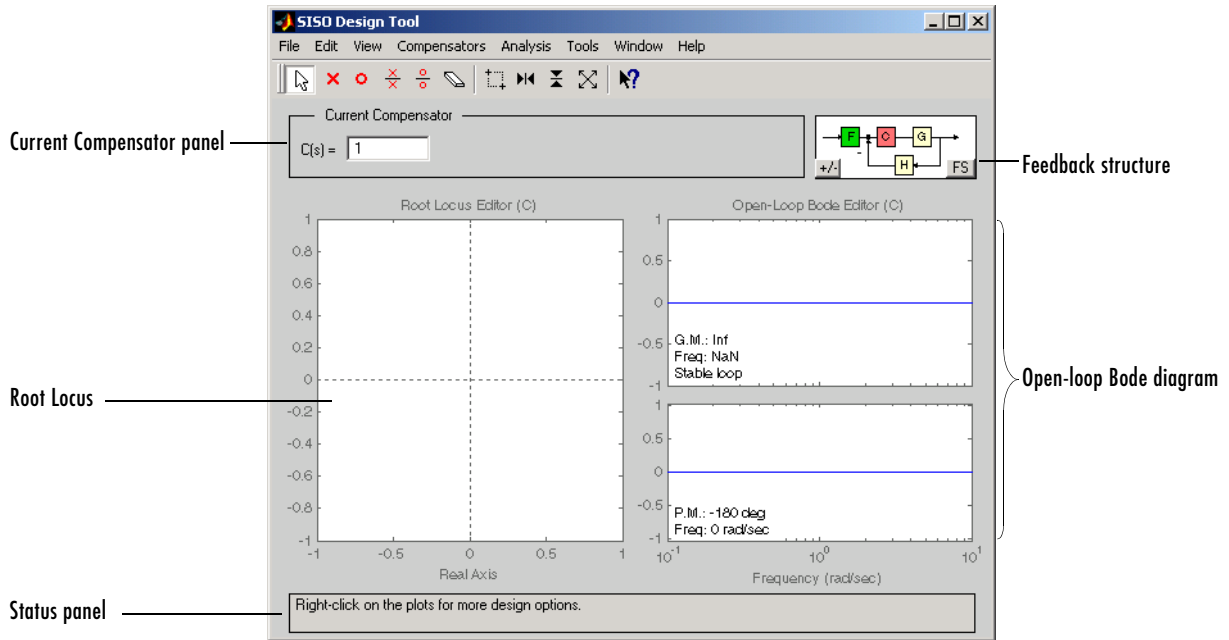 SISO Design Tool
File Edit View Compensators Analysis Tools Window Help
Current Compensator
C(s) = 1
F C G
H
+/- FS
Current Compensator panel
Feedback structure
Root Locus Editor (C)
1
0.8
0.6
0.4
0.2
0
-0.2
-0.4
-0.6
-0.8
-1
-1 -0.5 0 0.5 1
Real Axis
Open-Loop Bode Editor (C)
1
0.5
0
-0.5
-1
G.M.: Inf
Freq: NaN
Stable loop
1
0.5
0
-0.5
-1
P.M.: -180 deg
Freq: 0 rad/sec
10^-1 10^0 10^1
Frequency (rad/sec)
Root Locus
Open-loop Bode diagram
Status panel
Right-click on the plots for more design options.